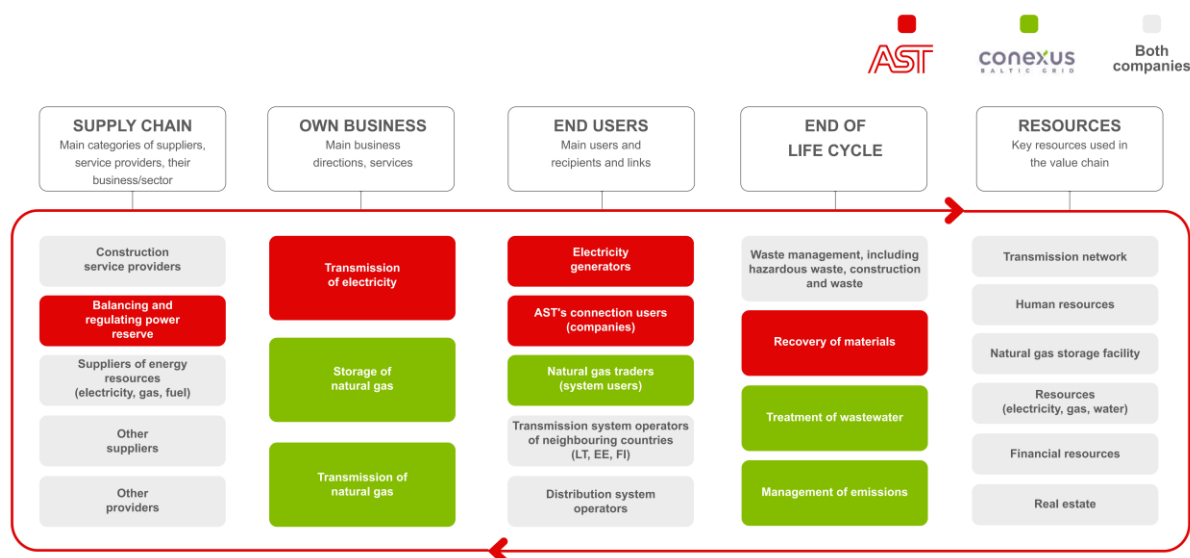 AST
conexus
BALTIC GRID
Both
companies
SUPPLY CHAIN
Main categories of suppliers,
service providers, their
business/sector
OWN BUSINESS
Main business
directions, services
END USERS
Main users and
recipients and links
END OF
LIFE CYCLE
RESOURCES
Key resources used in
the value chain
Construction
service providers
Balancing and
regulating power
reserve
Suppliers of energy
resources
(electricity, gas, fuel)
Other
suppliers
Other
providers
Transmission
of electricity
Storage of
natural gas
Transmission of
natural gas
Electricity
generators
AST's connection users
(companies)
Natural gas traders
(system users)
Transmission system operators
of neighbouring countries
(LT, EE, FI)
Distribution system
operators
Waste management, including
hazardous waste, construction
and waste
Recovery of materials
Treatment of wastewater
Management of emissions
Transmission network
Human resources
Natural gas storage facility
Resources
(electricity, gas, water)
Financial resources
Real estate